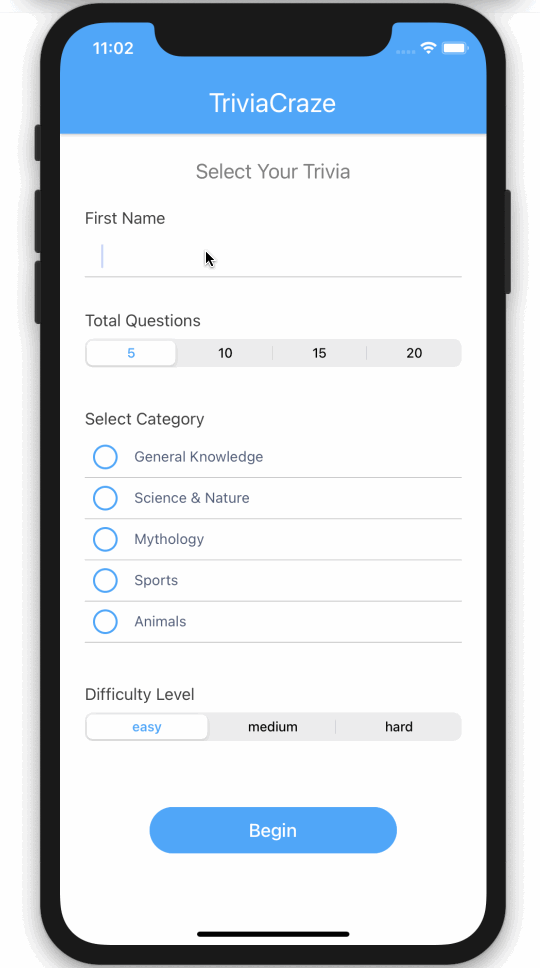 11:02
TriviaCraze
Select Your Trivia
First Name
Total Questions
5 10 15 20
Select Category
General Knowledge
Science & Nature
Mythology
Sports
Animals
Difficulty Level
easy medium hard
Begin